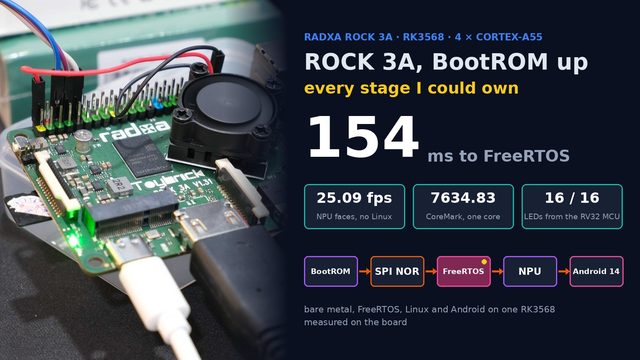 radxa
Toybrick
3A V1.31
RADXA ROCK 3A · RK3568 · 4 × CORTEX-A55
ROCK 3A, BootROM up
every stage I could own
154 ms to FreeRTOS
25.09 fps
NPU faces, no Linux
7634.83
CoreMark, one core
16 / 16
LEDs from the RV32 MCU
BootROM
SPI NOR
FreeRTOS
NPU
Android 14
bare metal, FreeRTOS, Linux and Android on one RK3568
measured on the board